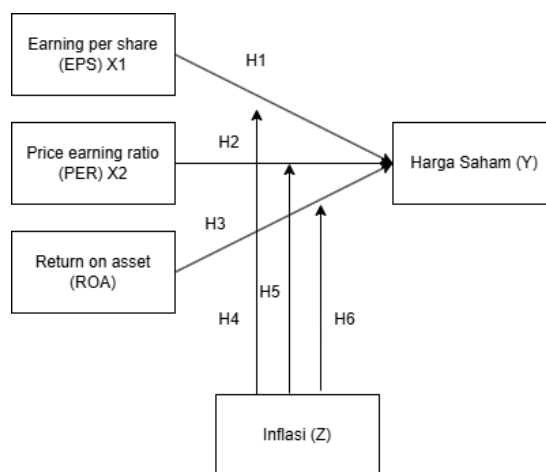 Earning per share
(EPS) X1
H1
Price earning ratio
(PER) X2
H2
Harga Saham (Y)
H3
Return on asset
(ROA)
H5
H4
H6
Inflasi (Z)